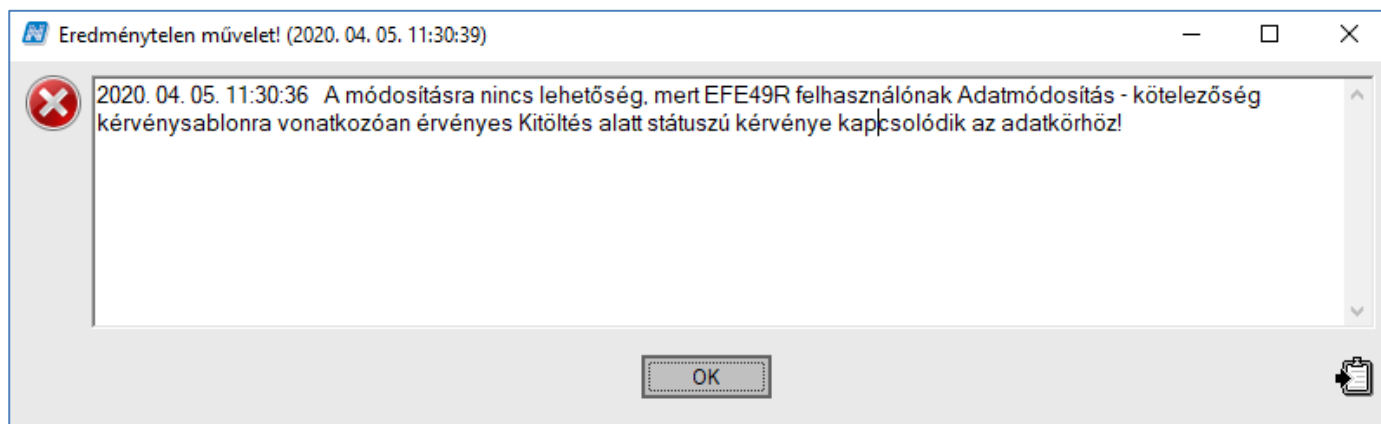 Eredménytelen művelet! (2020. 04. 05. 11:30:39)
2020. 04. 05. 11:30:36 A módosításra nincs lehetőség, mert EFE49R felhasználónak Adatmódosítás - kötelezőség
kérvénysablonra vonatkozóan érvényes Kitöltés alatt státuszú kérvénye kapcsolódik az adatkörhöz!
OK